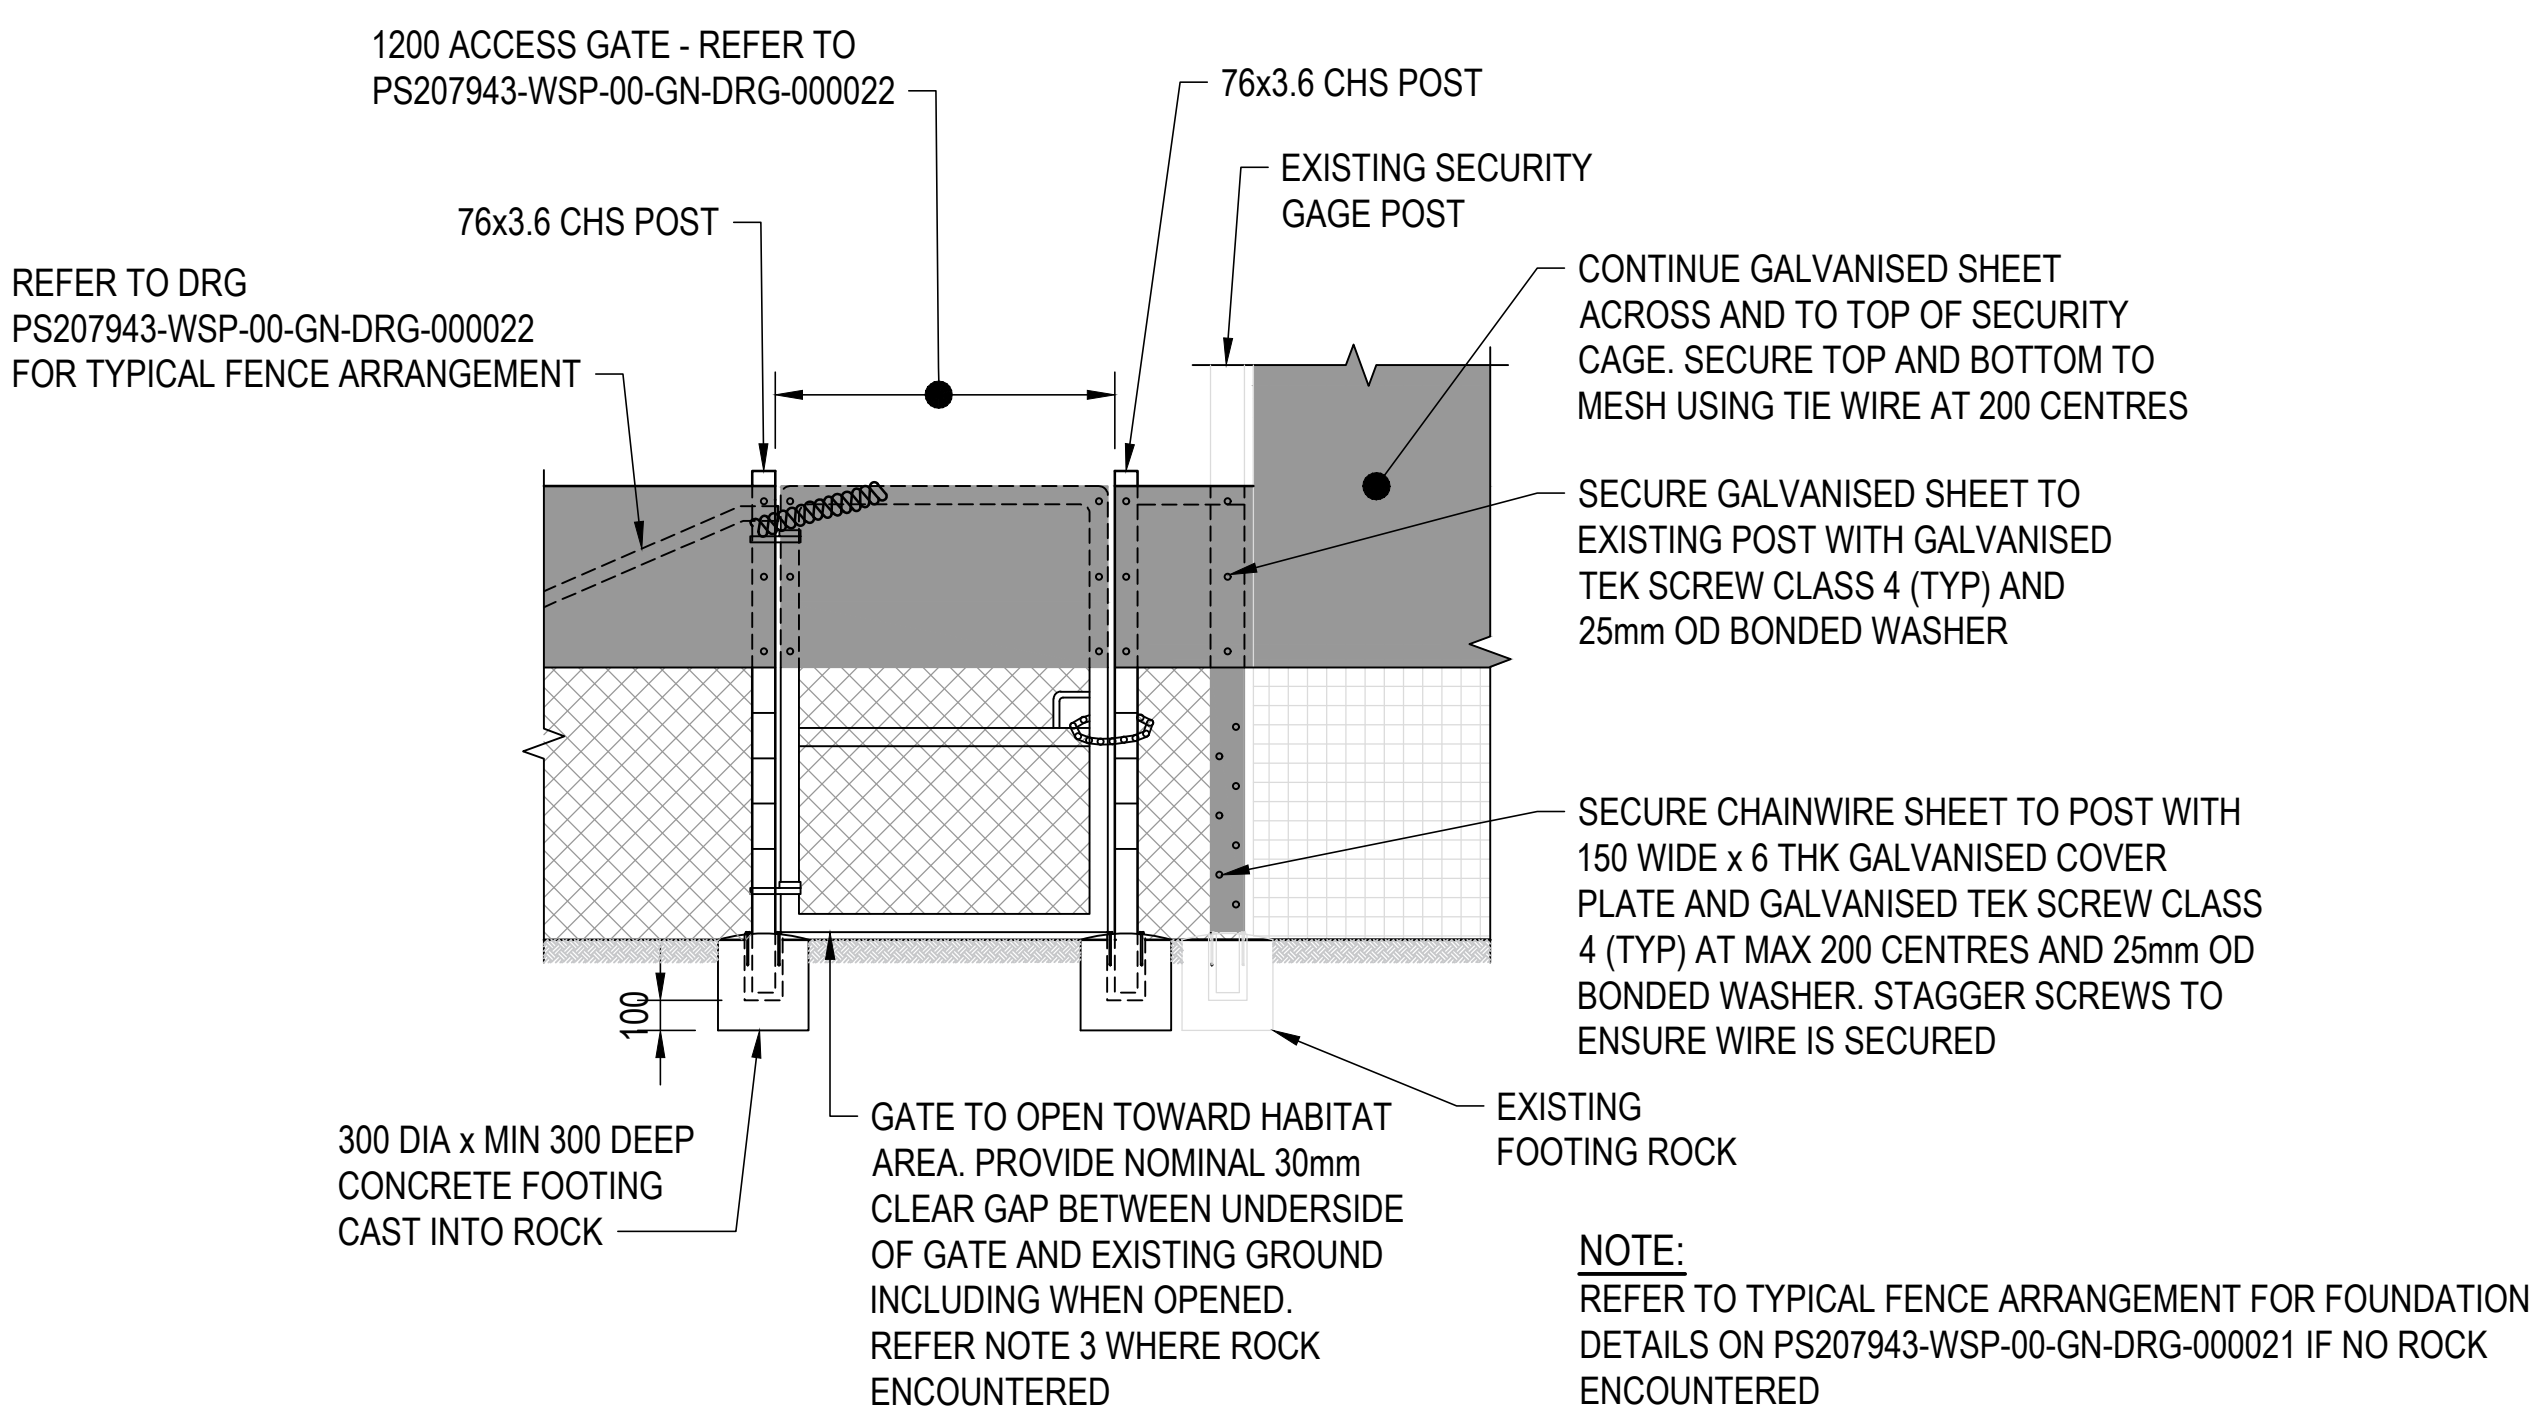 1200 ACCESS GATE - REFER TO
PS207943-WSP-00-GN-DRG-000022
76x3.6 CHS POST
EXISTING SECURITY
GAGE POST
76x3.6 CHS POST
REFER TO DRG
PS207943-WSP-00-GN-DRG-000022
FOR TYPICAL FENCE ARRANGEMENT
CONTINUE GALVANISED SHEET
ACROSS AND TO TOP OF SECURITY
CAGE. SECURE TOP AND BOTTOM TO
MESH USING TIE WIRE AT 200 CENTRES
SECURE GALVANISED SHEET TO
EXISTING POST WITH GALVANISED
TEK SCREW CLASS 4 (TYP) AND
25mm OD BONDED WASHER
SECURE CHAINWIRE SHEET TO POST WITH
150 WIDE x 6 THK GALVANISED COVER
PLATE AND GALVANISED TEK SCREW CLASS
4 (TYP) AT MAX 200 CENTRES AND 25mm OD
BONDED WASHER. STAGGER SCREWS TO
ENSURE WIRE IS SECURED
100
300 DIA x MIN 300 DEEP
CONCRETE FOOTING
CAST INTO ROCK
GATE TO OPEN TOWARD HABITAT
AREA. PROVIDE NOMINAL 30mm
CLEAR GAP BETWEEN UNDERSIDE
OF GATE AND EXISTING GROUND
INCLUDING WHEN OPENED.
REFER NOTE 3 WHERE ROCK
ENCOUNTERED
EXISTING
FOOTING ROCK
NOTE:
REFER TO TYPICAL FENCE ARRANGEMENT FOR FOUNDATION
DETAILS ON PS207943-WSP-00-GN-DRG-000021 IF NO ROCK
ENCOUNTERED